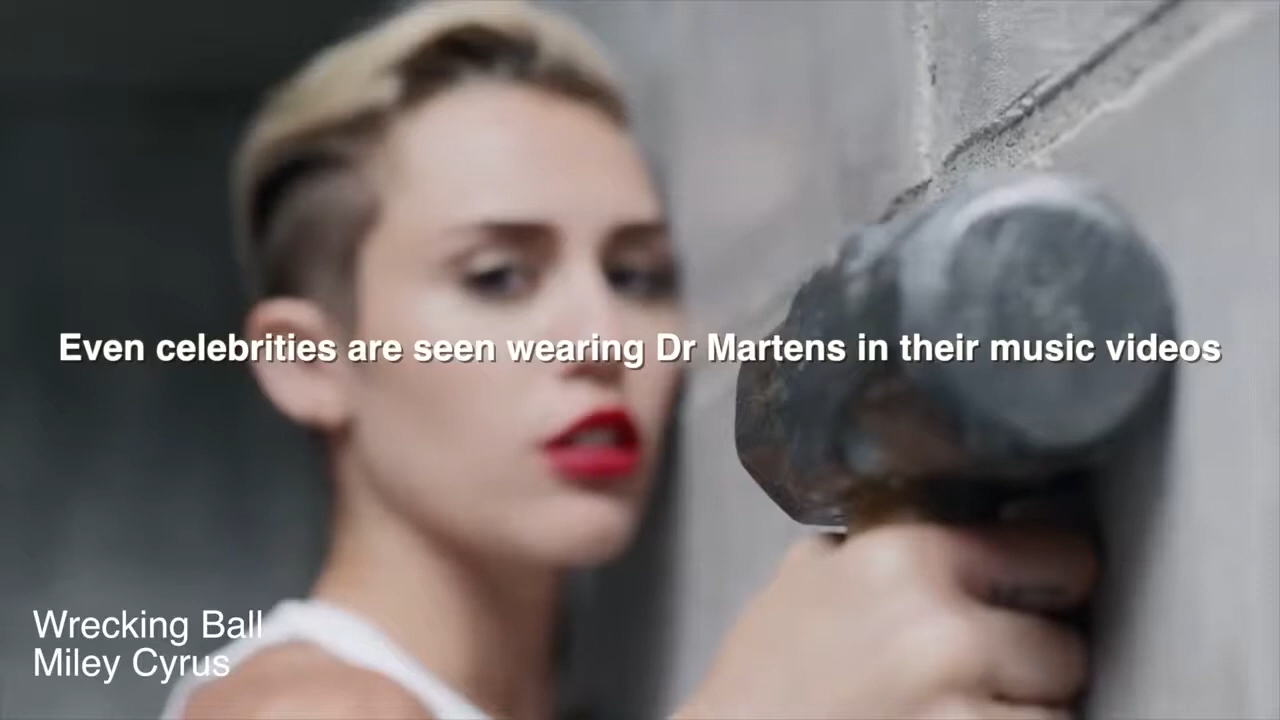 Even celebrities are seen wearing Dr Martens in their music videos
Wrecking Ball
Miley Cyrus